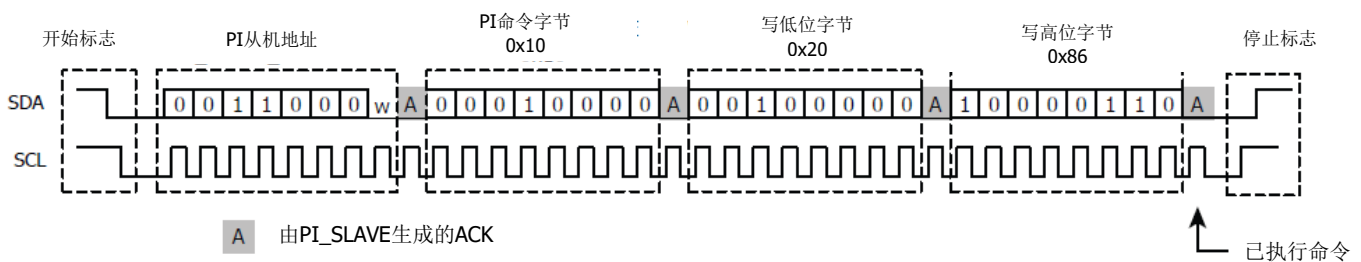 开始标志
PI从机地址
PI命令字节
0x10
写低位字节
0x20
写高位字节
0x86
停止标志
SDA 0 0 1 1 0 0 0 w A 0 0 0 1 0 0 0 0 A 0 0 1 0 0 0 0 0 A 1 0 0 0 0 1 1 0 A
SCL
A 由PI_SLAVE生成的ACK
已执行命令